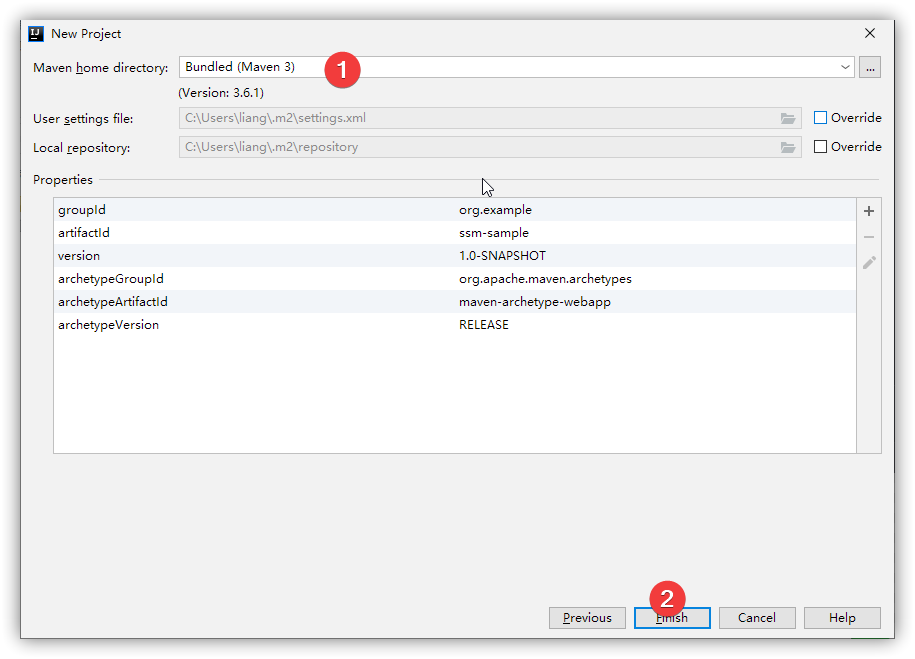 New Project
Maven home directory: Bundled (Maven 3) 1 ...
(Version: 3.6.1)
User settings file: C:\Users\liang\.m2\settings.xml Override
Local repository: C:\Users\liang\.m2\repository Override
Properties
groupId org.example
artifactId ssm-sample
version 1.0-SNAPSHOT
archetypeGroupId org.apache.maven.archetypes
archetypeArtifactId maven-archetype-webapp
archetypeVersion RELEASE
2
Previous Finish Cancel Help